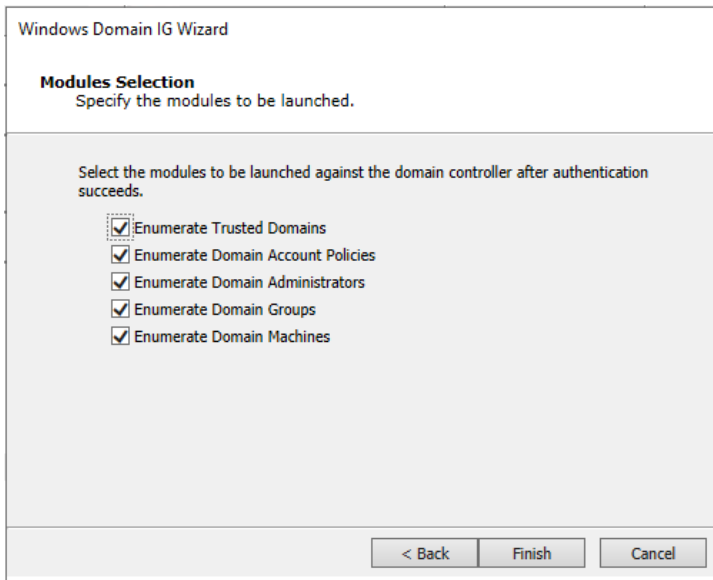 Windows Domain IG Wizard
Modules Selection
Specify the modules to be launched.
Select the modules to be launched against the domain controller after authentication
succeeds.
Enumerate Trusted Domains
Enumerate Domain Account Policies
Enumerate Domain Administrators
Enumerate Domain Groups
Enumerate Domain Machines
< Back
Finish
Cancel